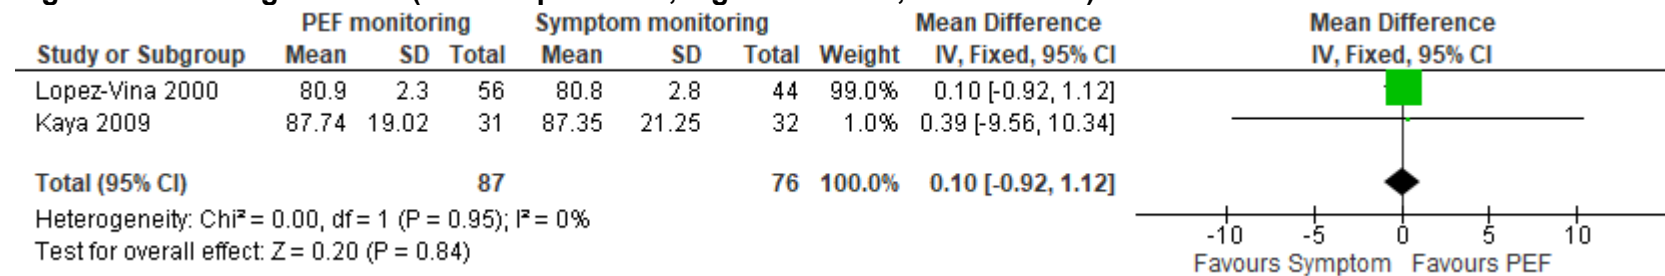 PEF monitoring Symptom monitoring Mean Difference Mean Difference
Study or Subgroup Mean SD Total Mean SD Total Weight IV, Fixed, 95% CI IV, Fixed, 95% CI
Lopez-Vina 2000 80.9 2.3 56 80.8 2.8 44 99.0% 0.10 [-0.92, 1.12]
Kaya 2009 87.74 19.02 31 87.35 21.25 32 1.0% 0.39 [-9.56, 10.34]
Total (95% CI) 87 76 100.0% 0.10 [-0.92, 1.12]
Heterogeneity: Chi² = 0.00, df = 1 (P = 0.95); I² = 0%
Test for overall effect: Z = 0.20 (P = 0.84)
-10 -5 0 5 10
Favours Symptom Favours PEF